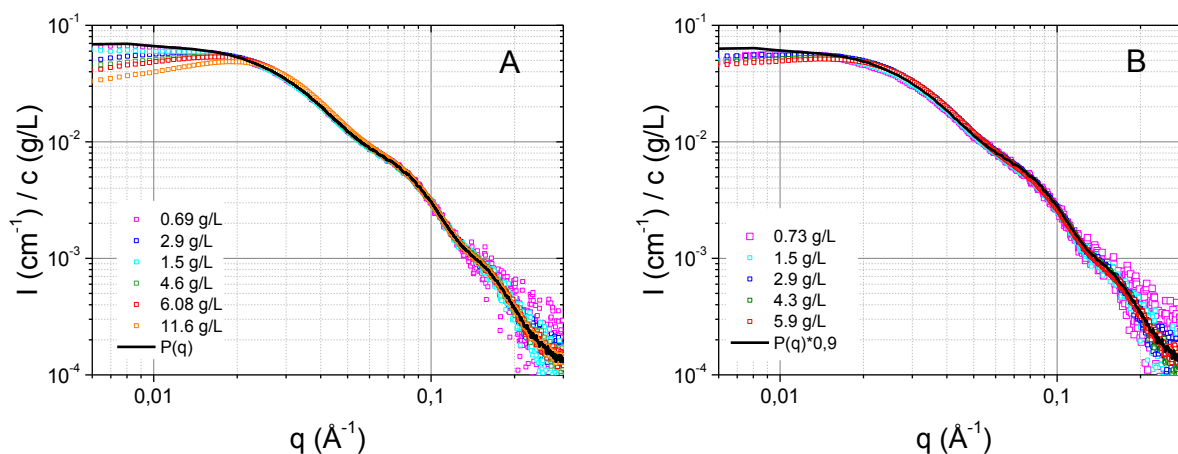 A
I (cm⁻¹) / c (g/L)
10⁻¹
10⁻²
10⁻³
10⁻⁴
0.69 g/L
2.9 g/L
1.5 g/L
4.6 g/L
6.08 g/L
11.6 g/L
P(q)
0,01
0,1
q (Å⁻¹)
B
I (cm⁻¹) / c (g/L)
10⁻¹
10⁻²
10⁻³
10⁻⁴
0.73 g/L
1.5 g/L
2.9 g/L
4.3 g/L
5.9 g/L
P(q)*0,9
0,01
0,1
q (Å⁻¹)